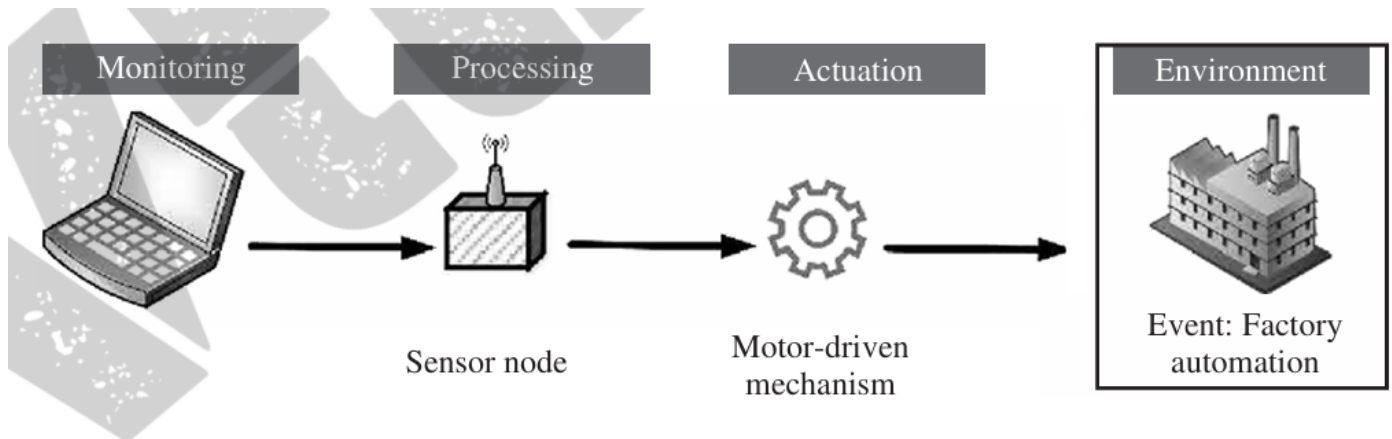 Monitoring
Processing
Actuation
Environment
Sensor node
Motor-driven
mechanism
Event: Factory
automation